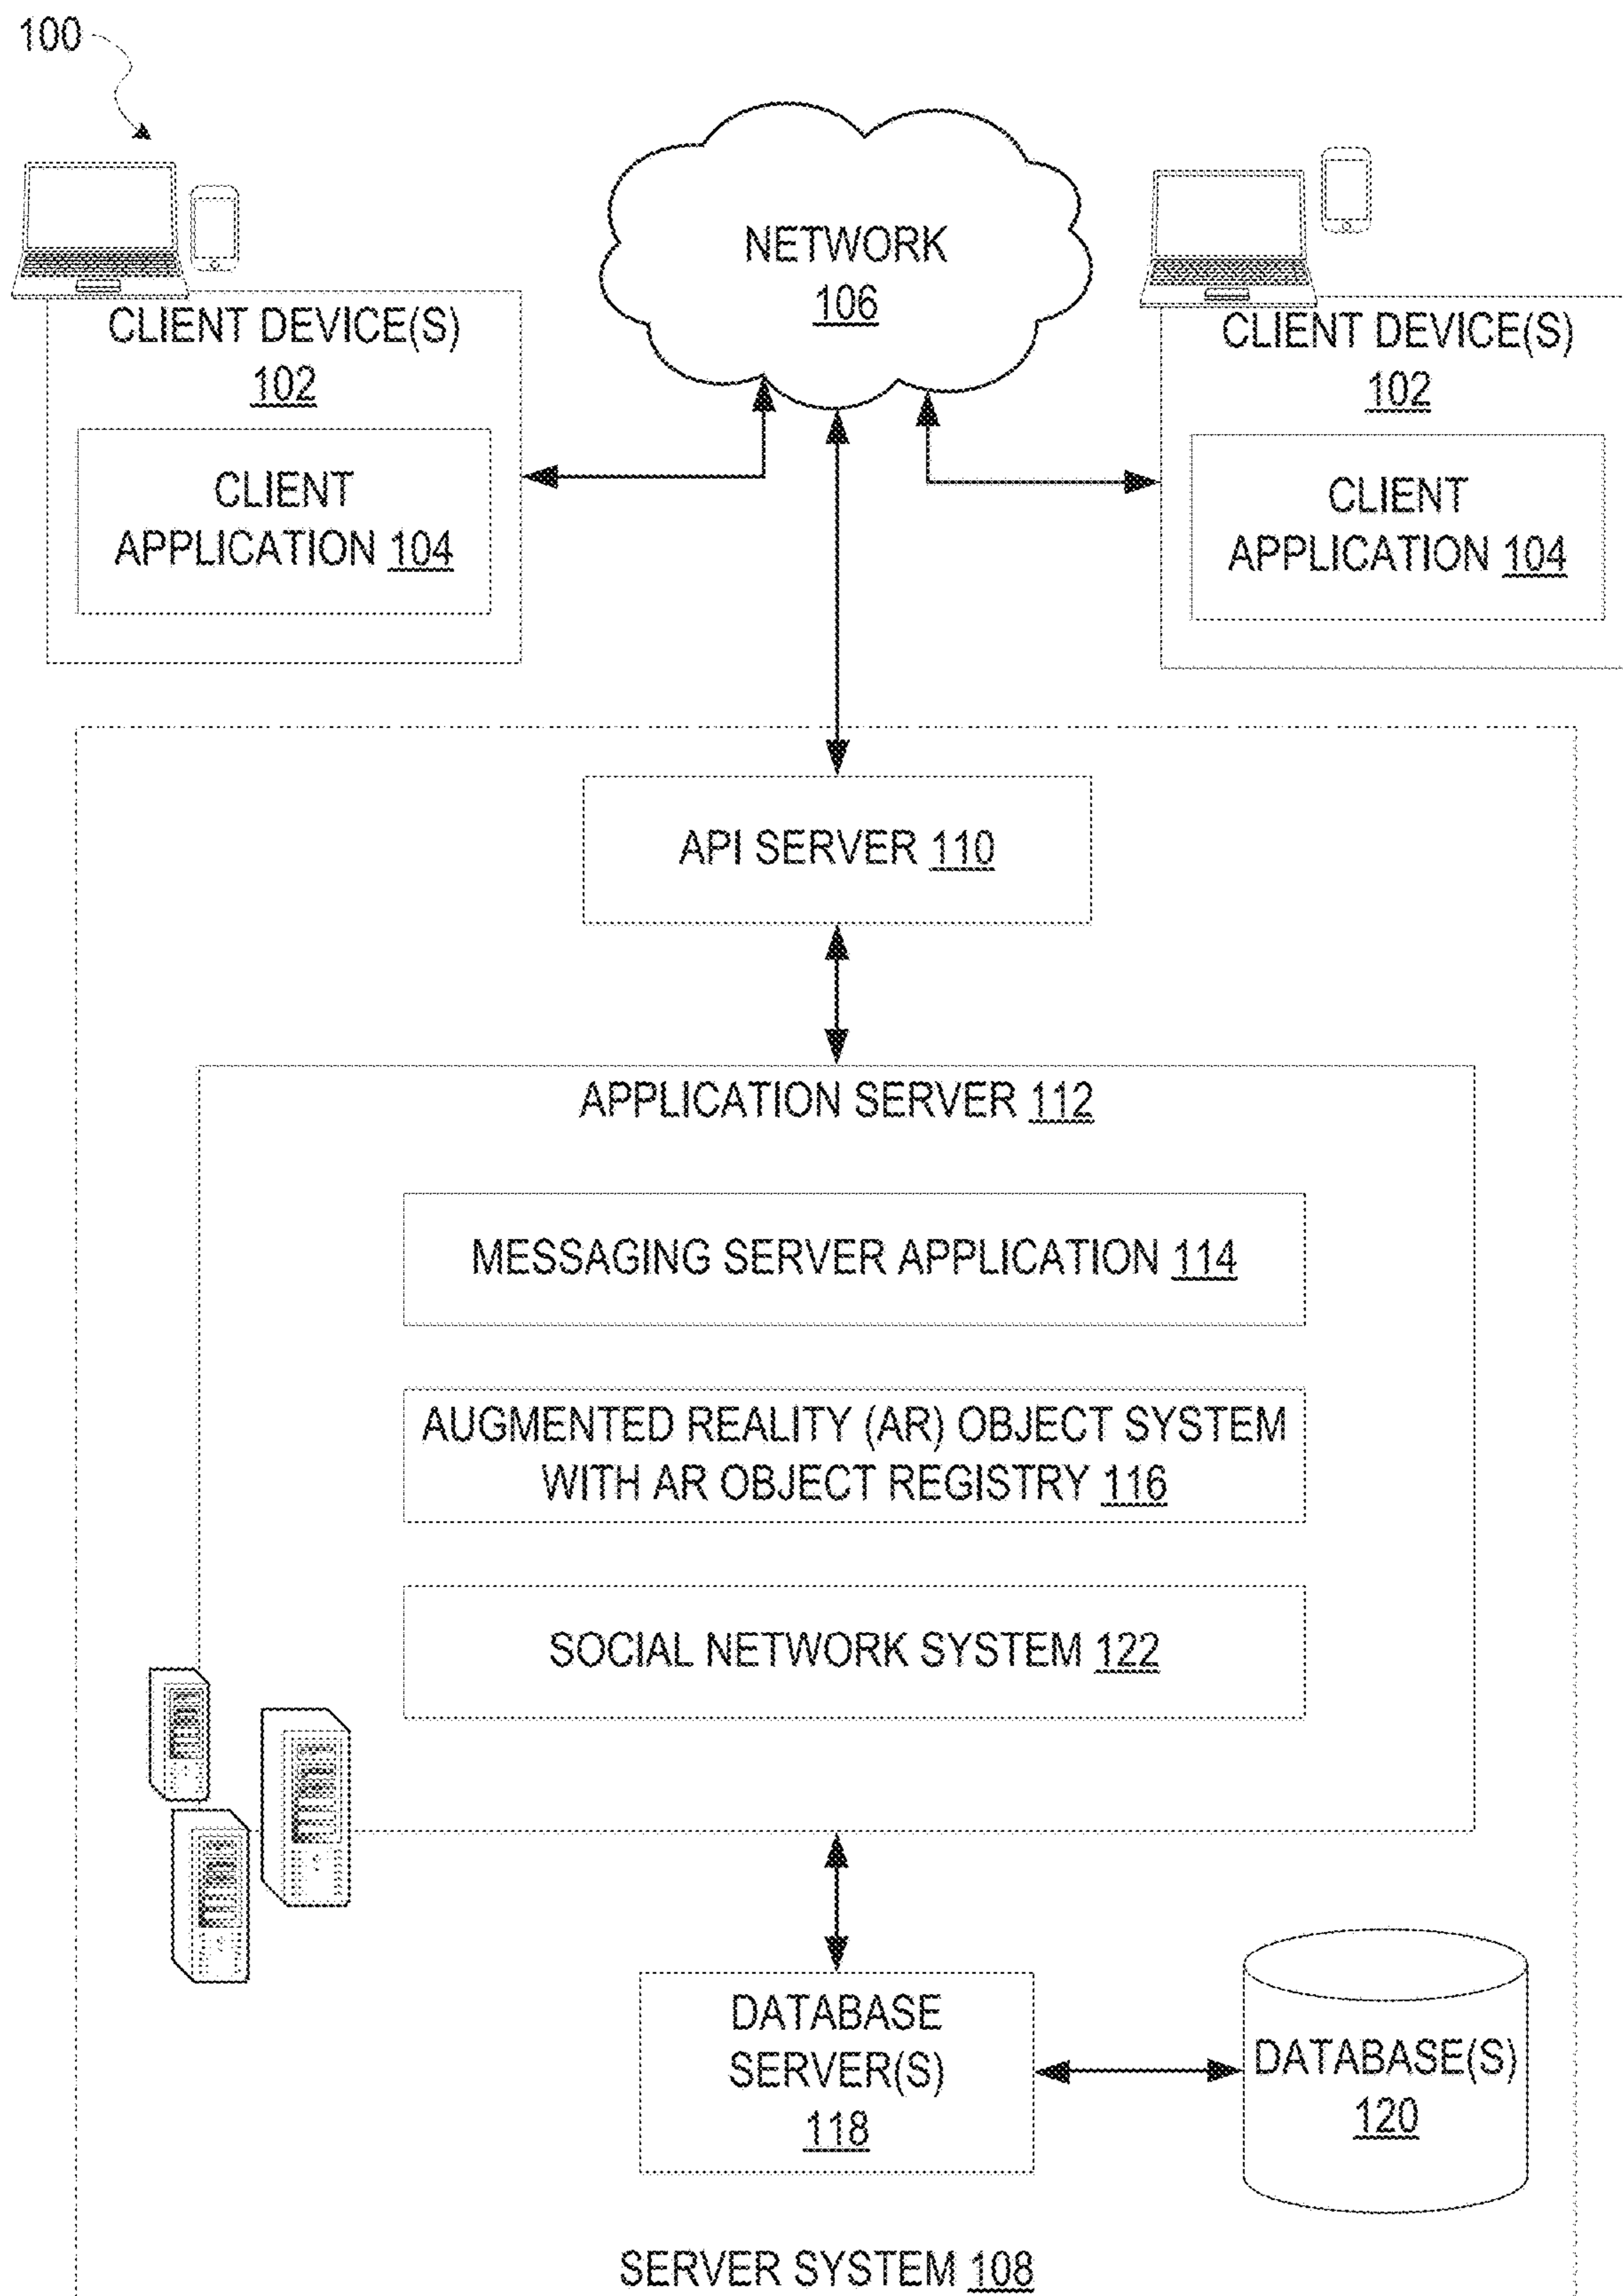 100
NETWORK
106
CLIENT DEVICE(S)
102
CLIENT
APPLICATION 104
CLIENT DEVICE(S)
102
CLIENT
APPLICATION 104
API SERVER 110
APPLICATION SERVER 112
MESSAGING SERVER APPLICATION 114
AUGMENTED REALITY (AR) OBJECT SYSTEM
WITH AR OBJECT REGISTRY 116
SOCIAL NETWORK SYSTEM 122
DATABASE
SERVER(S)
118
DATABASE(S)
120
SERVER SYSTEM 108